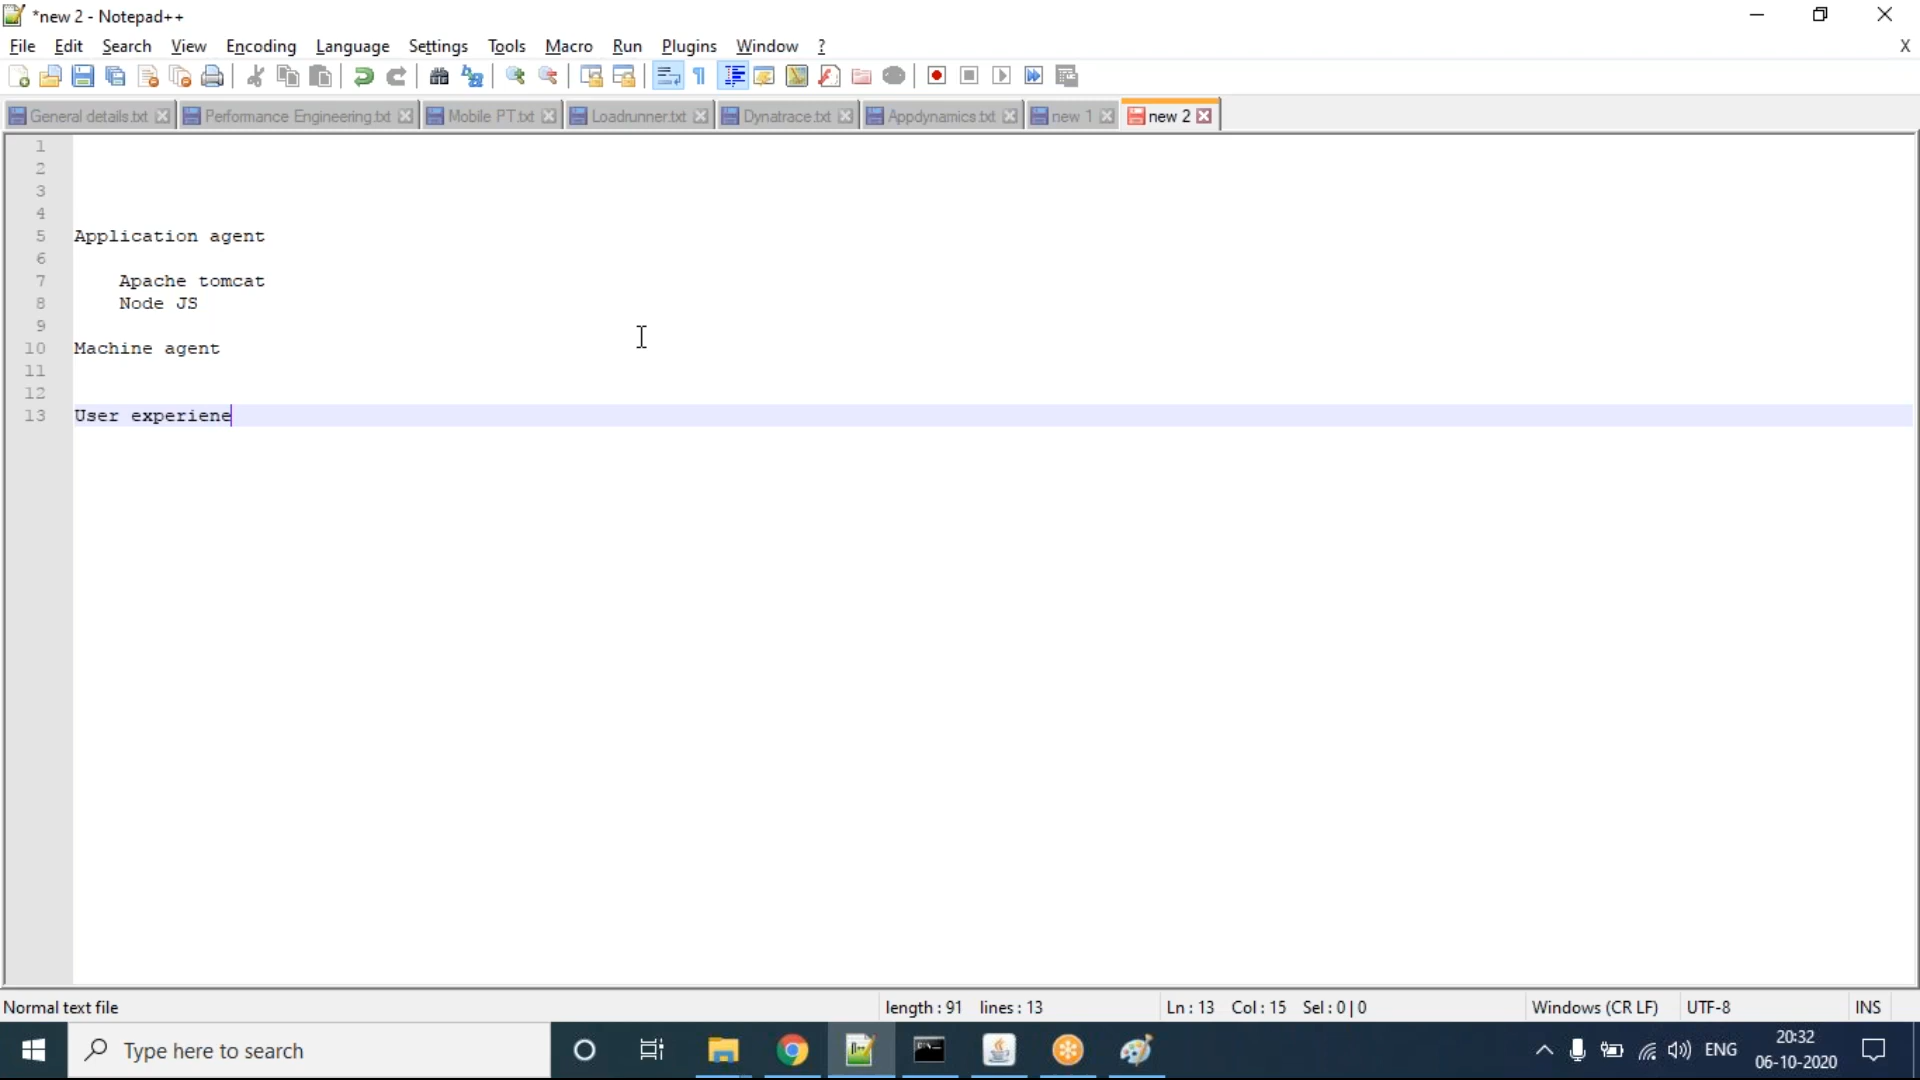 *new 2 - Notepad++
File Edit Search View Encoding Language Settings Tools Macro Run Plugins Window ?
X
General details.txt Performance Engineering.txt Mobile PT.txt Loadrunner.txt Dynatrace.txt Appdynamics.txt new 1 new 2
1
2
3
4
5 Application agent
6
7 Apache tomcat
8 Node JS
9
10 Machine agent
11
12
13 User experiene
Normal text file length : 91 lines : 13 Ln : 13 Col : 15 Sel : 0 | 0 Windows (CR LF) UTF-8 INS
Type here to search
ENG
20:32
06-10-2020